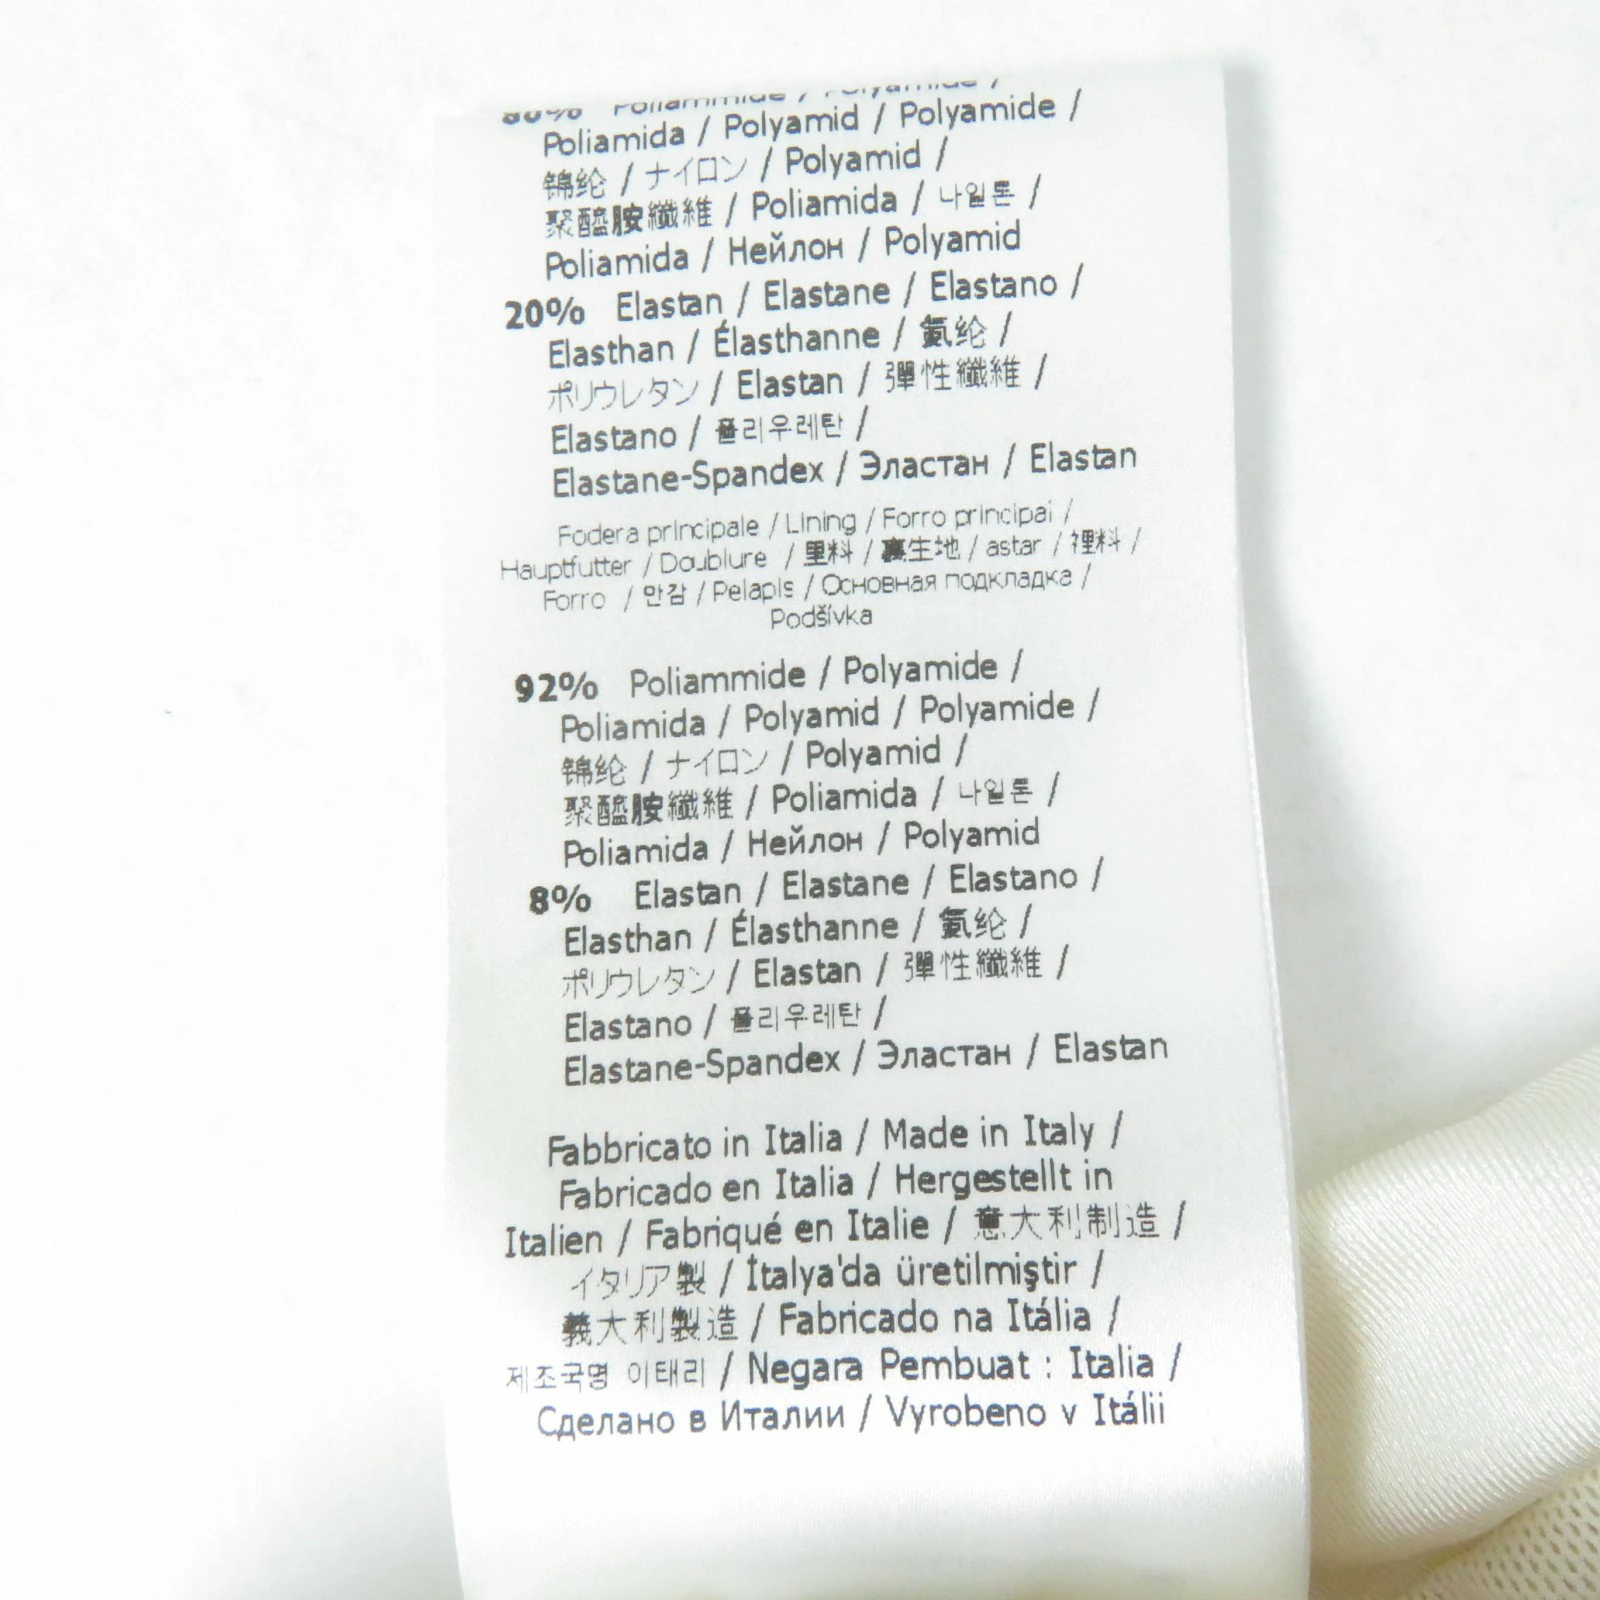 80% Poliammide / Polyamide /
Poliamida / Polyamid / Polyamide /
锦纶 / ナイロン / Polyamid /
聚醯胺纖維 / Poliamida / 나일론 /
Poliamida / Нейлон / Polyamid
20% Elastan / Elastane / Elastano /
Elasthan / Élasthanne / 氨纶 /
ポリウレタン / Elastan / 彈性纖維 /
Elastano / 폴리우레탄 /
Elastane-Spandex / Эластан / Elastan
Fodera principale / Lining / Forro principal /
Hauptfutter / Doublure / 里料 / 裏生地 / astar / 裡料 /
Forro / 안감 / Pelapis / Основная подкладка /
Podšívka
92% Poliammide / Polyamide /
Poliamida / Polyamid / Polyamide /
锦纶 / ナイロン / Polyamid /
聚醯胺纖維 / Poliamida / 나일론 /
Poliamida / Нейлон / Polyamid
8% Elastan / Elastane / Elastano /
Elasthan / Élasthanne / 氨纶 /
ポリウレタン / Elastan / 彈性纖維 /
Elastano / 폴리우레탄 /
Elastane-Spandex / Эластан / Elastan
Fabbricato in Italia / Made in Italy /
Fabricado en Italia / Hergestellt in
Italien / Fabriqué en Italie / 意大利制造 /
イタリア製 / İtalya'da üretilmiştir /
義大利製造 / Fabricado na Itália /
제조국명 이태리 / Negara Pembuat : Italia /
Сделано в Италии / Vyrobeno v Itálii